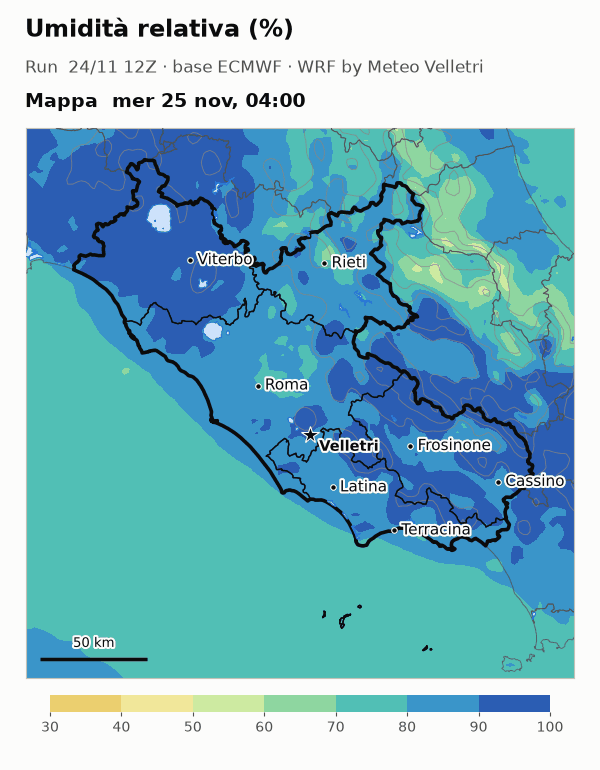 Umidità relativa (%)
Run  24/11 12Z · base ECMWF · WRF by Meteo Velletri
Mappa  mer 25 nov, 04:00
Viterbo
Rieti
Roma
Velletri
Frosinone
Latina
Cassino
Terracina
50 km
30 40 50 60 70 80 90 100